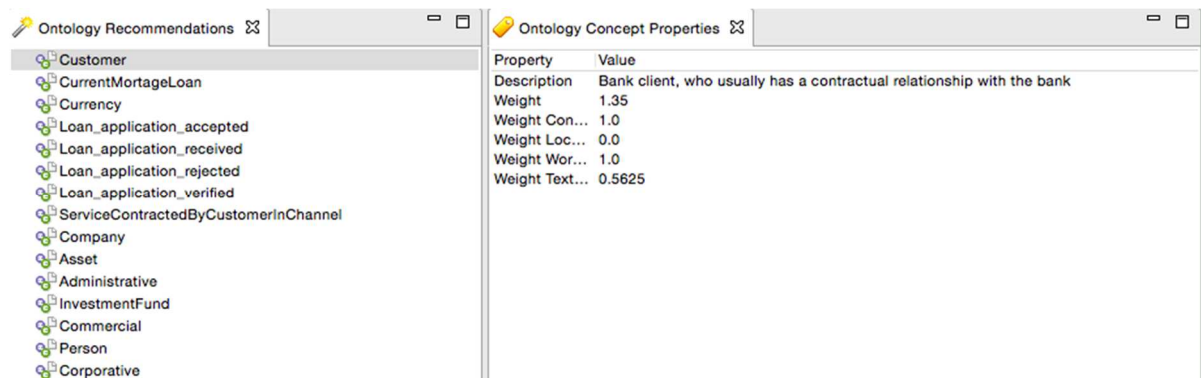 Ontology Recommendations
Customer
CurrentMortageLoan
Currency
Loan_application_accepted
Loan_application_received
Loan_application_rejected
Loan_application_verified
ServiceContractedByCustomerInChannel
Company
Asset
Administrative
InvestmentFund
Commercial
Person
Corporative
Ontology Concept Properties
Property Value
Description Bank client, who usually has a contractual relationship with the bank
Weight 1.35
Weight Con... 1.0
Weight Loc... 0.0
Weight Wor... 1.0
Weight Text... 0.5625